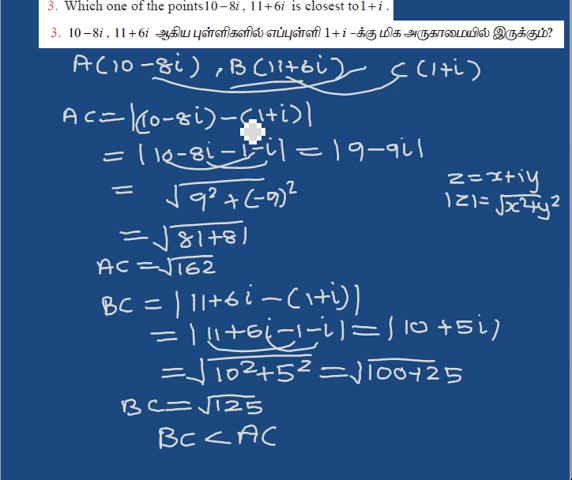 3. Which one of the points 10 – 8i , 11 + 6i is closest to 1 + i .
3. 10 – 8i , 11 + 6i ஆகிய புள்ளிகளில் எப்புள்ளி 1 + i -க்கு மிக அருகாமையில் இருக்கும்?
A(10-8i) , B(11+6i) C(1+i)
AC = |(10-8i) - (1+i)|
= |10-8i - 1 - i| = |9-9i|
z = x+iy
= √9² + (-9)²
|z| = √x²+y²
= √81+81
AC = √162
BC = |11+6i - (1+i)|
= |11+6i-1-i| = |10+5i|
= √10²+5² = √100+25
BC = √125
BC < AC